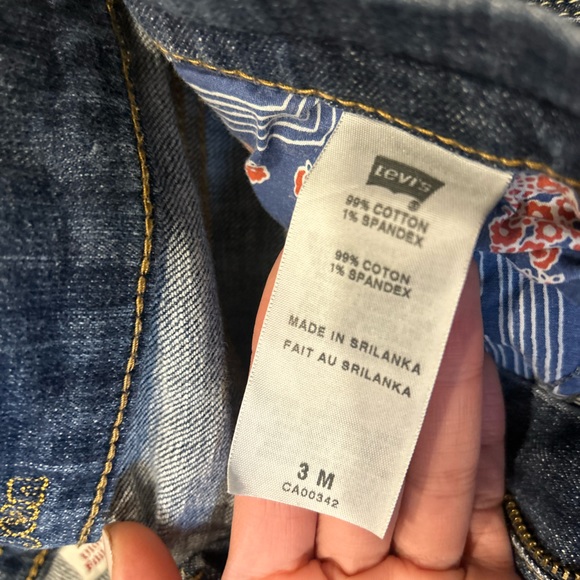 Levi's
®
99% COTTON
1% SPANDEX
99% COTON
1% SPANDEX
MADE IN SRILANKA
FAIT AU SRILANKA
3 M
CA00342